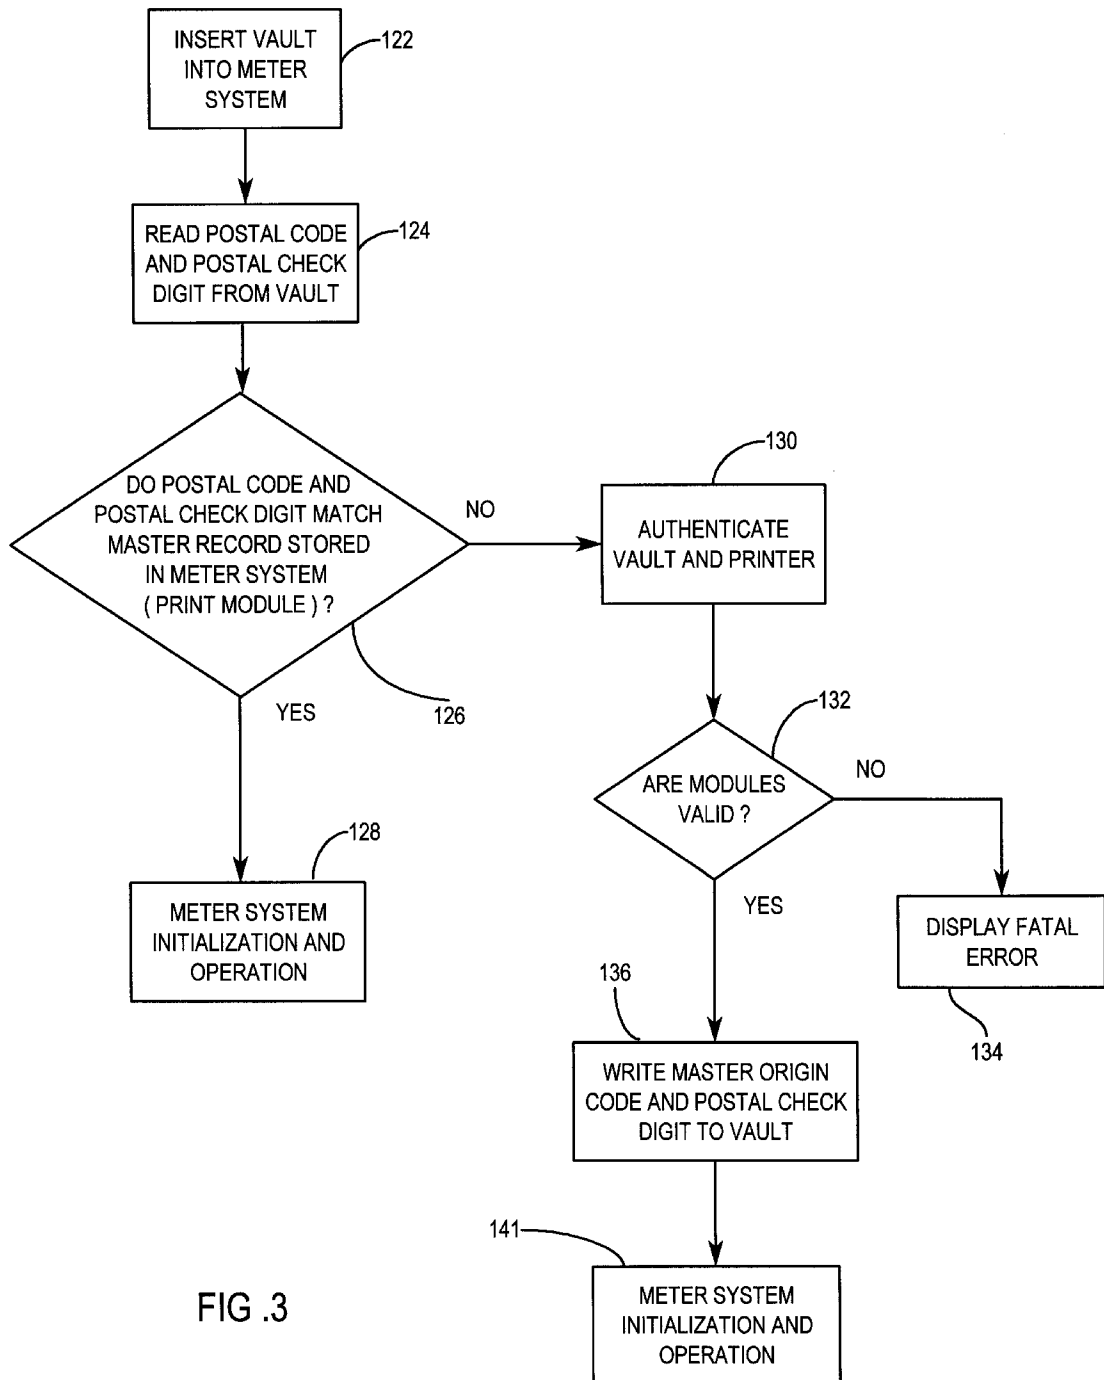 INSERT VAULT
INTO METER
SYSTEM
122
READ POSTAL CODE
AND POSTAL CHECK
DIGIT FROM VAULT
124
DO POSTAL CODE AND
POSTAL CHECK DIGIT MATCH
MASTER RECORD STORED
IN METER SYSTEM
( PRINT MODULE ) ?
126
NO
YES
130
AUTHENTICATE
VAULT AND PRINTER
128
METER SYSTEM
INITIALIZATION AND
OPERATION
132
ARE MODULES
VALID ?
NO
YES
DISPLAY FATAL
ERROR
134
136
WRITE MASTER ORIGIN
CODE AND POSTAL CHECK
DIGIT TO VAULT
141
METER SYSTEM
INITIALIZATION AND
OPERATION
FIG .3